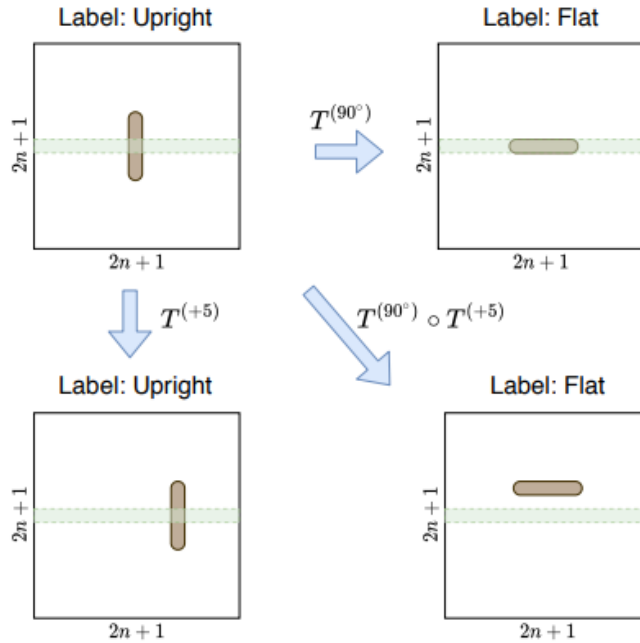 Label: Upright
Label: Flat
2n + 1
T^(90°)
2n + 1
2n + 1
2n + 1
T^(+5)
T^(90°) ∘ T^(+5)
Label: Upright
Label: Flat
2n + 1
2n + 1
2n + 1
2n + 1